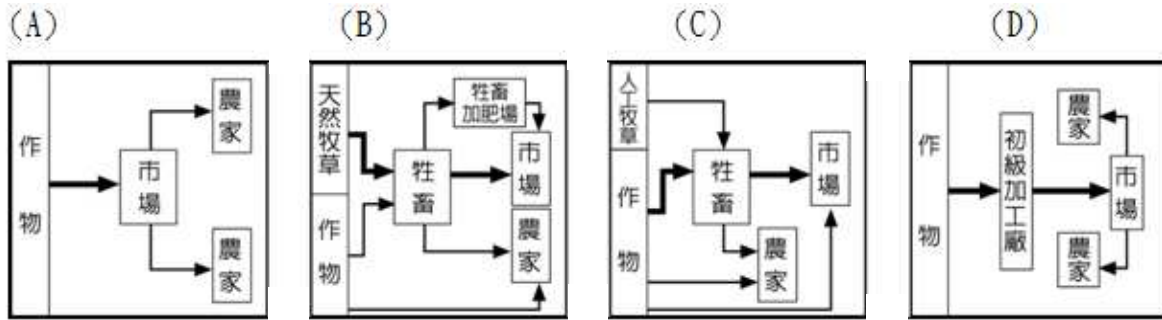 (A)
(B)
(C)
(D)
作物
市場
農家
農家
天然牧草
作物
牲畜
牲畜
加肥場
市場
農家
人工牧草
作物
牲畜
市場
農家
作物
初級加工廠
農家
市場
農家